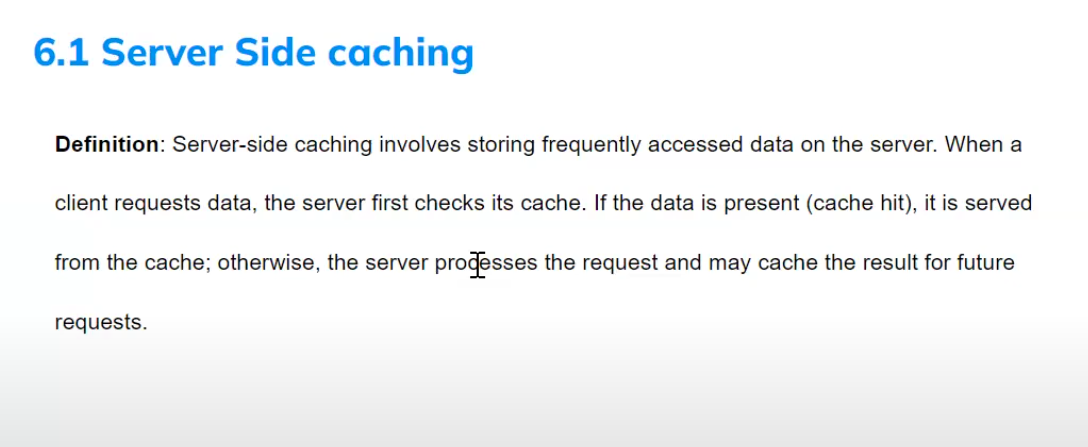 6.1 Server Side caching
Definition: Server-side caching involves storing frequently accessed data on the server. When a
client requests data, the server first checks its cache. If the data is present (cache hit), it is served
from the cache; otherwise, the server processes the request and may cache the result for future
requests.